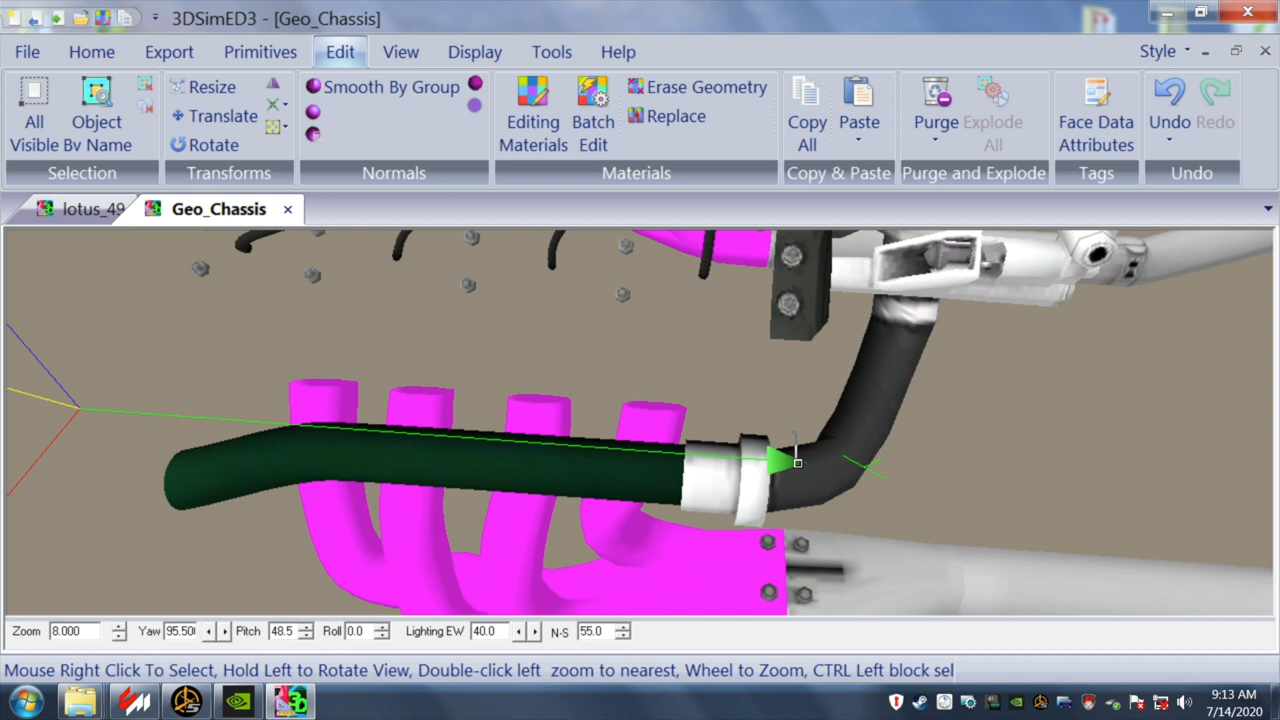 3DSimED3 - [Geo_Chassis]
File Home Export Primitives Edit View Display Tools Help Style
All Visible
Object By Name
Selection
Resize
Translate
Rotate
Transforms
Smooth By Group
Normals
Editing Materials
Batch Edit
Erase Geometry
Replace
Materials
Copy All
Paste
Copy & Paste
Purge
Explode All
Purge and Explode
Face Data Attributes
Tags
Undo
Redo
Undo
lotus_49
Geo_Chassis
Zoom 8.000 Yaw 95.50 Pitch 48.5 Roll 0.0 Lighting EW 40.0 N-S 55.0
Mouse Right Click To Select, Hold Left to Rotate View, Double-click left zoom to nearest, Wheel to Zoom, CTRL Left block sel
9:13 AM
7/14/2020